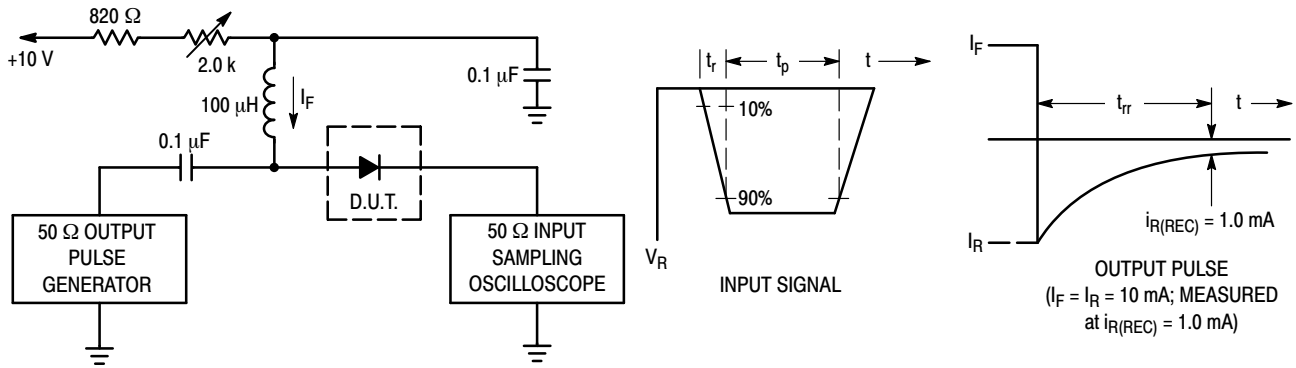 820 Ω
+10 V
2.0 k
100 μH
I_F
0.1 μF
0.1 μF
D.U.T.
50 Ω OUTPUT
PULSE
GENERATOR
50 Ω INPUT
SAMPLING
OSCILLOSCOPE
t_r
t_p
t
10%
90%
V_R
INPUT SIGNAL
I_F
t_rr
t
I_R
i_R(REC) = 1.0 mA
OUTPUT PULSE
(I_F = I_R = 10 mA; MEASURED
at i_R(REC) = 1.0 mA)